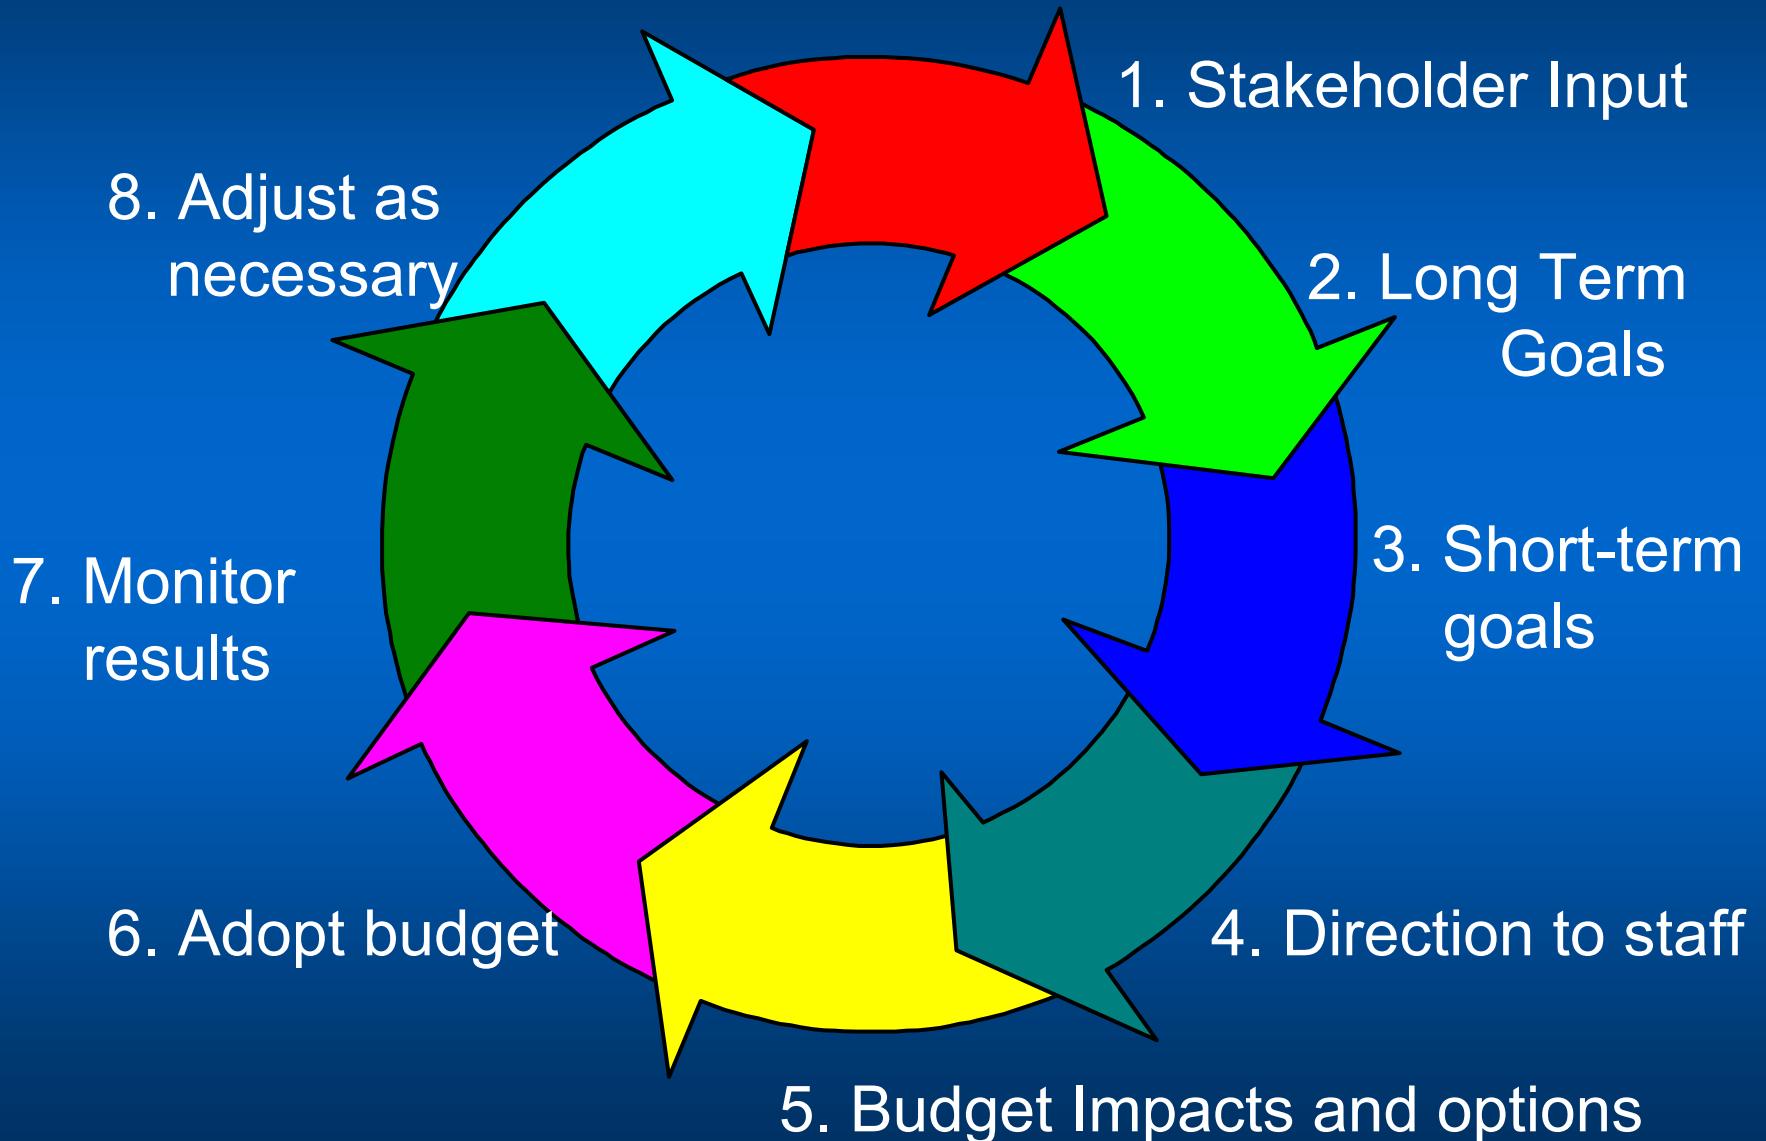 1. Stakeholder Input
2. Long Term
Goals
3. Short-term
goals
4. Direction to staff
5. Budget Impacts and options
6. Adopt budget
7. Monitor
results
8. Adjust as
necessary